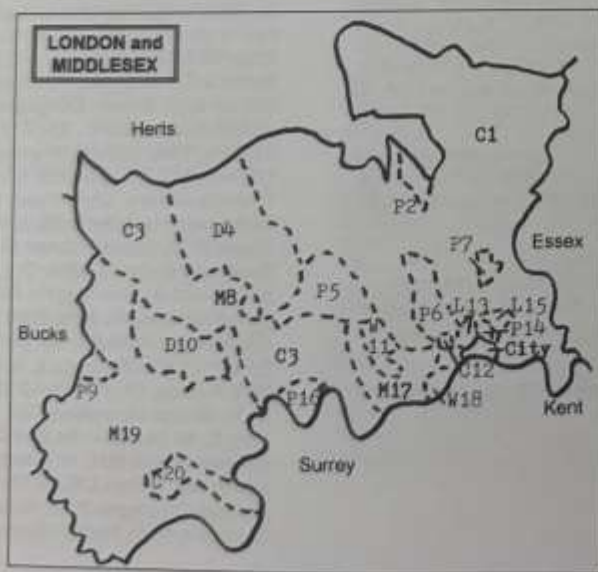 LONDON and
MIDDLESEX
Herts
C1
P2
C3
D4
P7
Essex
M8
P5
P6
L13
L15
P14
Bucks
D10
C3
W
11
City
C12
P9
P16
M17
W18
Kent
M19
Surrey
20